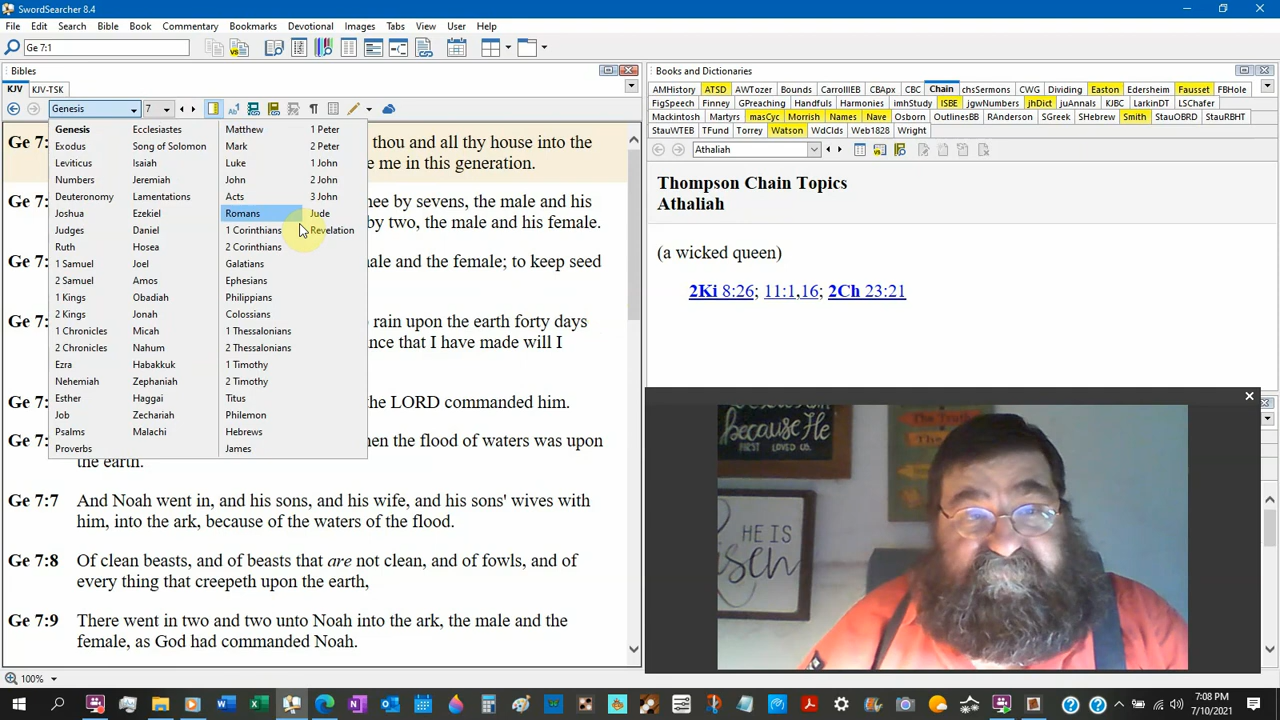 SwordSearcher 8.4
File Edit Search Bible Book Commentary Bookmarks Devotional Images Tabs View User Help
Ge 7:1
Bibles
KJV KJV-TSK
Genesis 7
Genesis Ecclesiastes Matthew 1 Peter
Exodus Song of Solomon Mark 2 Peter
Leviticus Isaiah Luke 1 John
Numbers Jeremiah John 2 John
Deuteronomy Lamentations Acts 3 John
Joshua Ezekiel Romans Jude
Judges Daniel 1 Corinthians Revelation
Ruth Hosea 2 Corinthians
1 Samuel Joel Galatians
2 Samuel Amos Ephesians
1 Kings Obadiah Philippians
2 Kings Jonah Colossians
1 Chronicles Micah 1 Thessalonians
2 Chronicles Nahum 2 Thessalonians
Ezra Habakkuk 1 Timothy
Nehemiah Zephaniah 2 Timothy
Esther Haggai Titus
Job Zechariah Philemon
Psalms Malachi Hebrews
Proverbs James
Ge 7: thou and all thy house into the
me in this generation.
Ge 7: ee by sevens, the male and his
by two, the male and his female.
Ge 7: ale and the female; to keep seed
Ge 7: o rain upon the earth forty days
nce that I have made will I
Ge 7: the LORD commanded him.
Ge 7: en the flood of waters was upon
the earth.
Ge 7:7 And Noah went in, and his sons, and his wife, and his sons' wives with
him, into the ark, because of the waters of the flood.
Ge 7:8 Of clean beasts, and of beasts that are not clean, and of fowls, and of
every thing that creepeth upon the earth,
Ge 7:9 There went in two and two unto Noah into the ark, the male and the
female, as God had commanded Noah.
100%
Books and Dictionaries
AMHistory ATSD AWTozer Bounds CarrollIEB CBApx CBC Chain chsSermons CWG Dividing Easton Edersheim Fausset FBHole
FigSpeech Finney GPreaching Handfuls Harmonies imhStudy ISBE jgwNumbers jhDict juAnnals KJBC LarkinDT LSChafer
Mackintosh Martyrs masCyc Morrish Names Naves Osborn OutlinesBB RAnderson SGreek SHebrew Smith StauOBRD StauRBHT
StauWTEB TFund Torrey Watson WdClds Web1828 Wright
Athaliah
Thompson Chain Topics
Athaliah
(a wicked queen)
2Ki 8:26; 11:1,16; 2Ch 23:21
because He
FIRST LOVED US.
The Truth
HE IS
risen
7:08 PM
7/10/2021